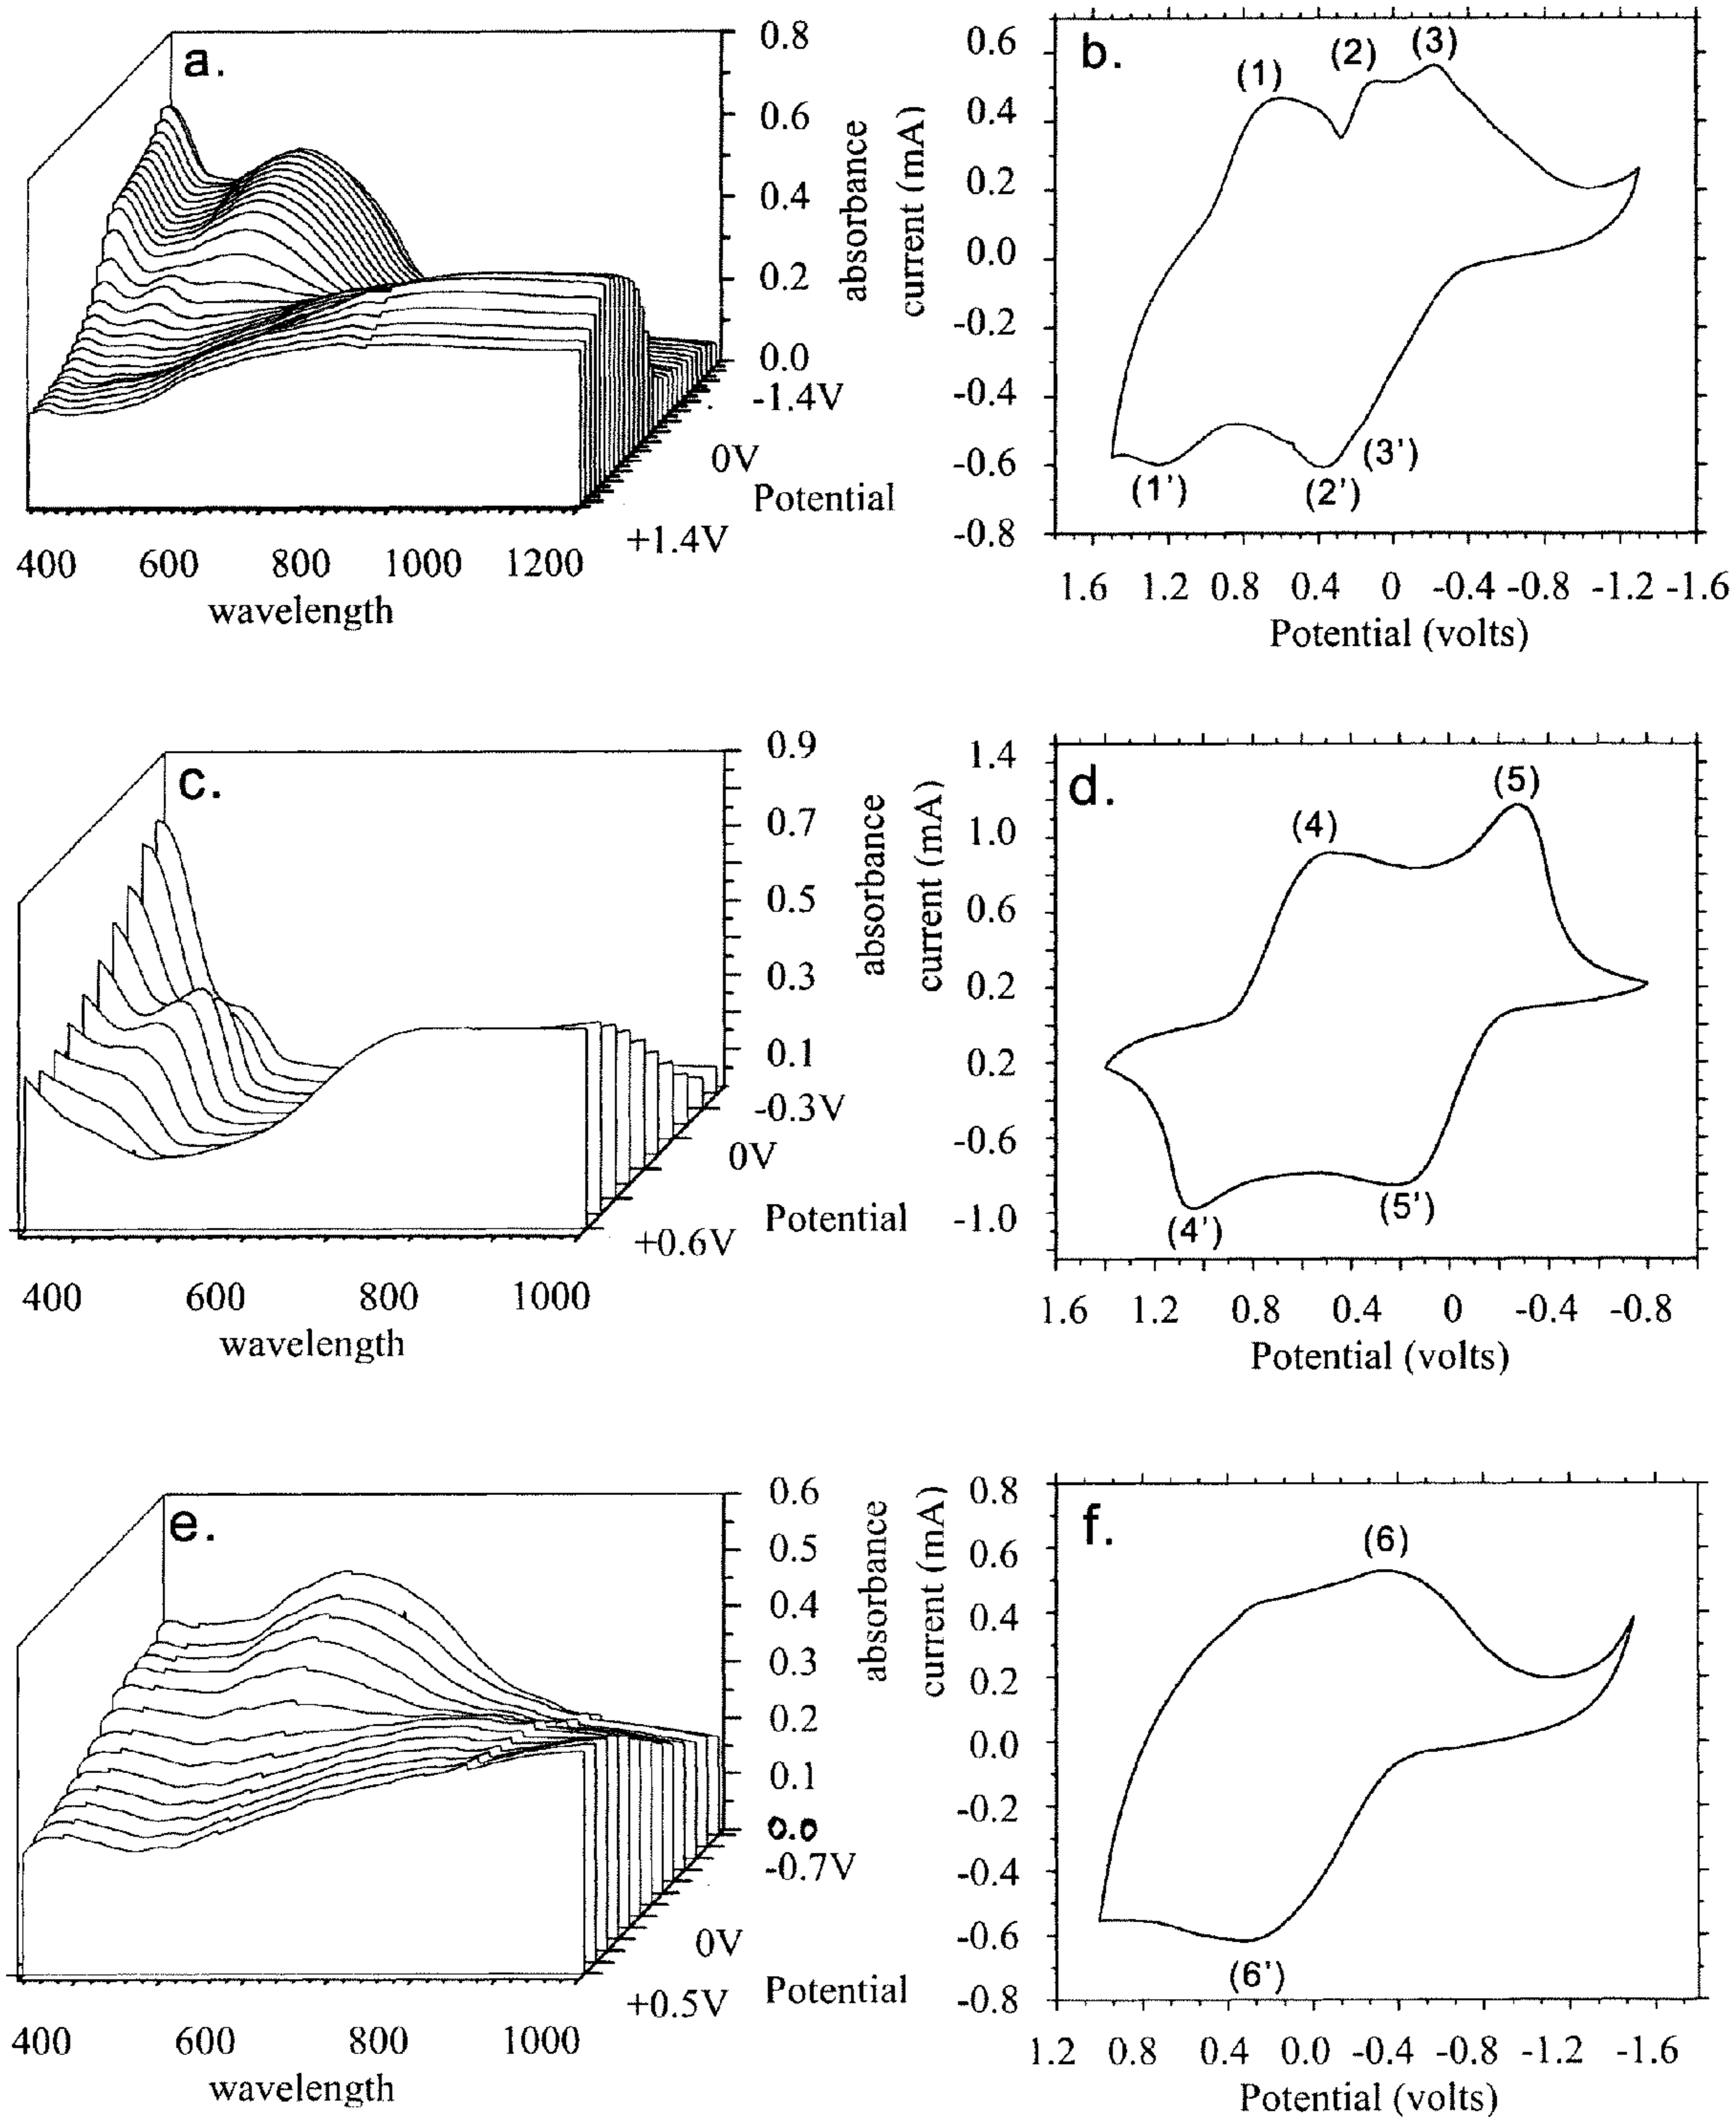 a.
0.8
0.6
0.4
0.2
0.0
absorbance
-1.4V
0V
Potential
+1.4V
400 600 800 1000 1200
wavelength
b.
(1) (2) (3)
0.6
0.4
0.2
0.0
-0.2
-0.4
-0.6
-0.8
current (mA)
(1') (2') (3')
1.6 1.2 0.8 0.4 0 -0.4 -0.8 -1.2 -1.6
Potential (volts)
c.
0.9
0.7
0.5
0.3
0.1
absorbance
-0.3V
0V
Potential
+0.6V
400 600 800 1000
wavelength
d.
(4) (5)
1.4
1.0
0.6
0.2
0.2
-0.6
-1.0
current (mA)
(4') (5')
1.6 1.2 0.8 0.4 0 -0.4 -0.8
Potential (volts)
e.
0.6
0.5
0.4
0.3
0.2
0.1
0.0
absorbance
-0.7V
0V
Potential
+0.5V
400 600 800 1000
wavelength
f.
(6)
0.8
0.6
0.4
0.2
0.0
-0.2
-0.4
-0.6
-0.8
current (mA)
(6')
1.2 0.8 0.4 0.0 -0.4 -0.8 -1.2 -1.6
Potential (volts)